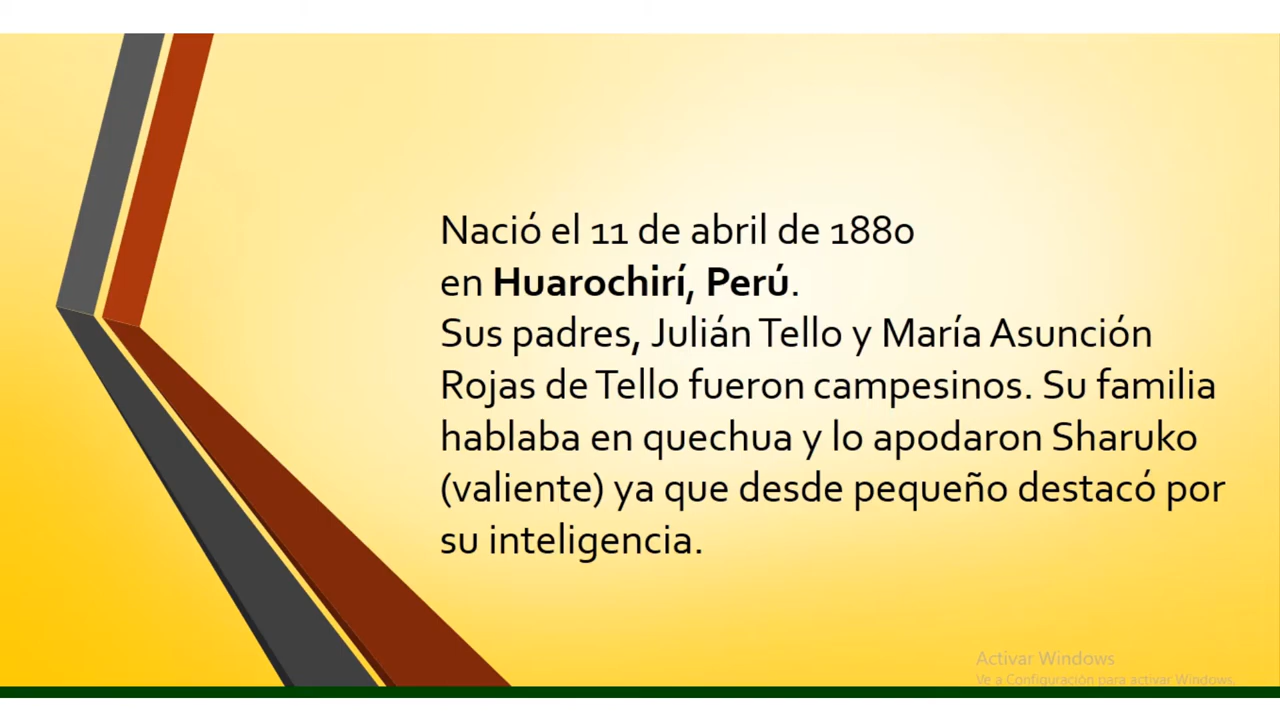 Nació el 11 de abril de 1880
en Huarochirí, Perú.
Sus padres, Julián Tello y María Asunción
Rojas de Tello fueron campesinos. Su familia
hablaba en quechua y lo apodaron Sharuko
(valiente) ya que desde pequeño destacó por
su inteligencia.
Activar Windows
Ve a Configuración para activar Windows.